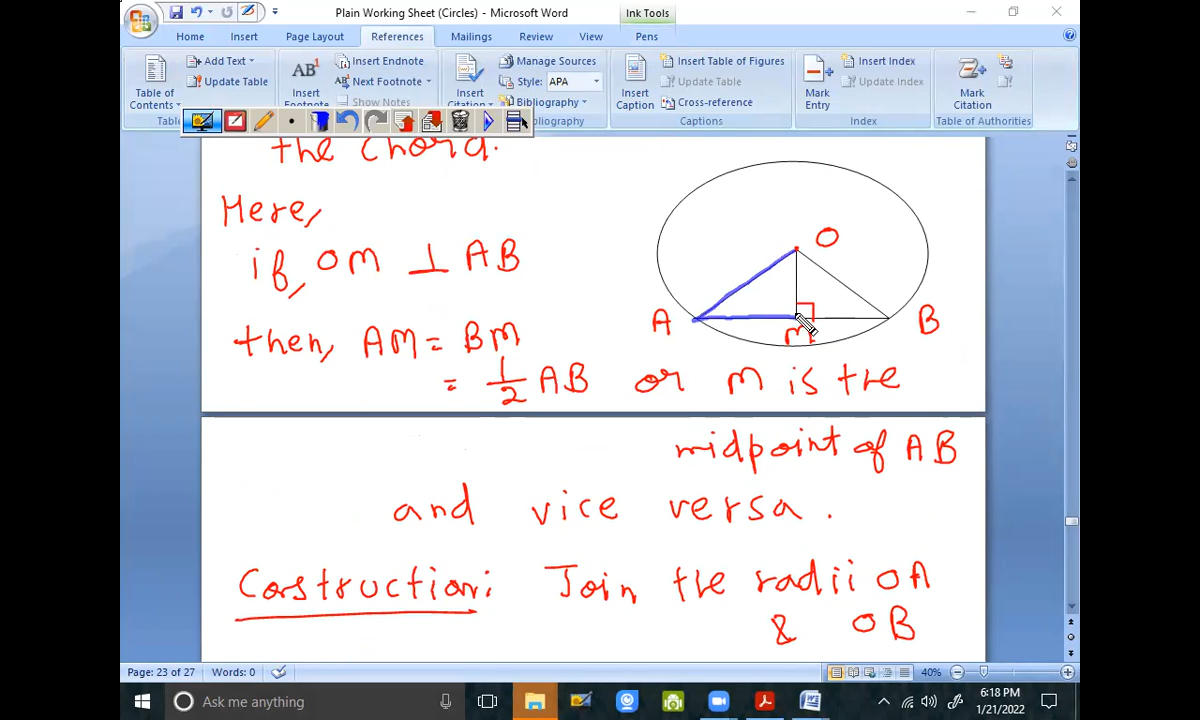 Plain Working Sheet (Circles) - Microsoft Word
Ink Tools
Home Insert Page Layout References Mailings Review View Pens
Table of Contents
Add Text
Update Table
Table
AB¹
Insert
Insert Endnote
Next Footnote
Show Notes
Insert
Manage Sources
Style: APA
Bibliography
Bibliography
Insert Caption
Insert Table of Figures
Update Table
Cross-reference
Captions
Mark Entry
Insert Index
Update Index
Index
Mark Citation
Table of Authorities
the chord.
Here,
if, OM ⊥ AB
then, AM = BM
= 1/2 AB or M is the
midpoint of AB
and vice versa.
Costruction: Join the radii OA
& OB
O
A
B
M
Page: 23 of 27
Words: 0
40%
Ask me anything
6:18 PM
1/21/2022